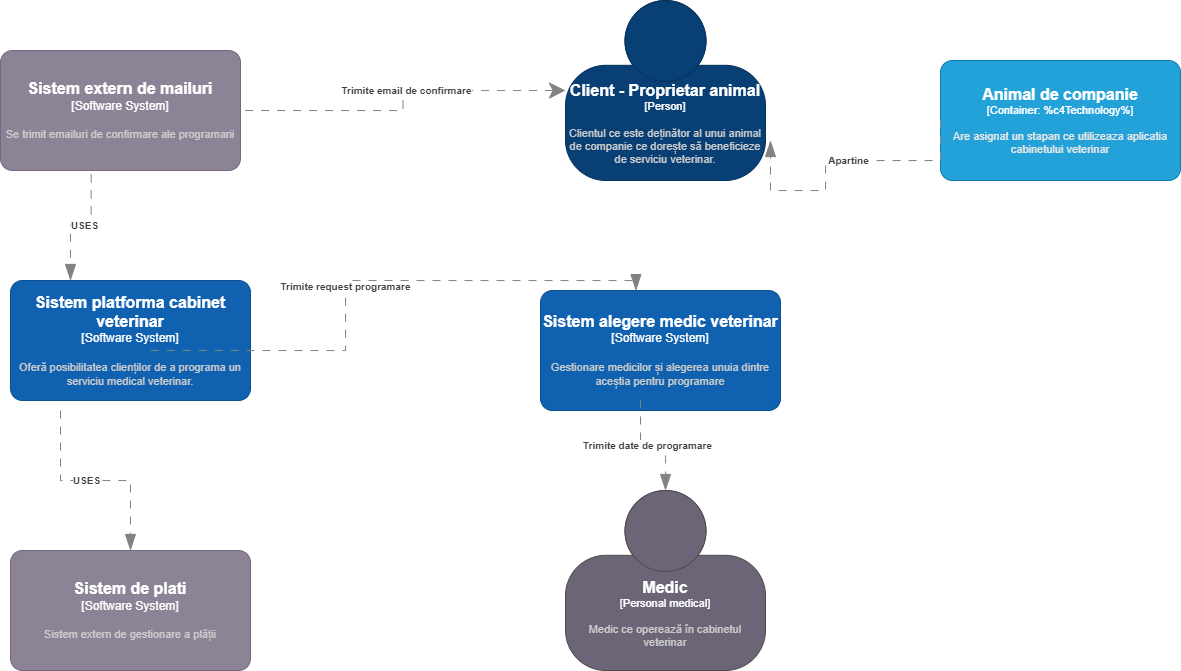 Sistem extern de mailuri
[Software System]
Se trimit emailuri de confirmare ale programarii
Trimite email de confirmare
Client - Proprietar animal
[Person]
Clientul ce este deținător al unui animal
de companie ce dorește să beneficieze
de serviciu veterinar.
Apartine
Animal de companie
[Container: %c4Technology%]
Are asignat un stapan ce utilizeaza aplicatia
cabinetului veterinar
USES
Sistem platforma cabinet
veterinar
[Software System]
Oferă posibilitatea clienților de a programa un
serviciu medical veterinar.
Trimite request programare
Sistem alegere medic veterinar
[Software System]
Gestionare medicilor și alegerea unuia dintre
aceștia pentru programare
Trimite date de programare
USES
Sistem de plati
[Software System]
Sistem extern de gestionare a plății
Medic
[Personal medical]
Medic ce operează în cabinetul
veterinar